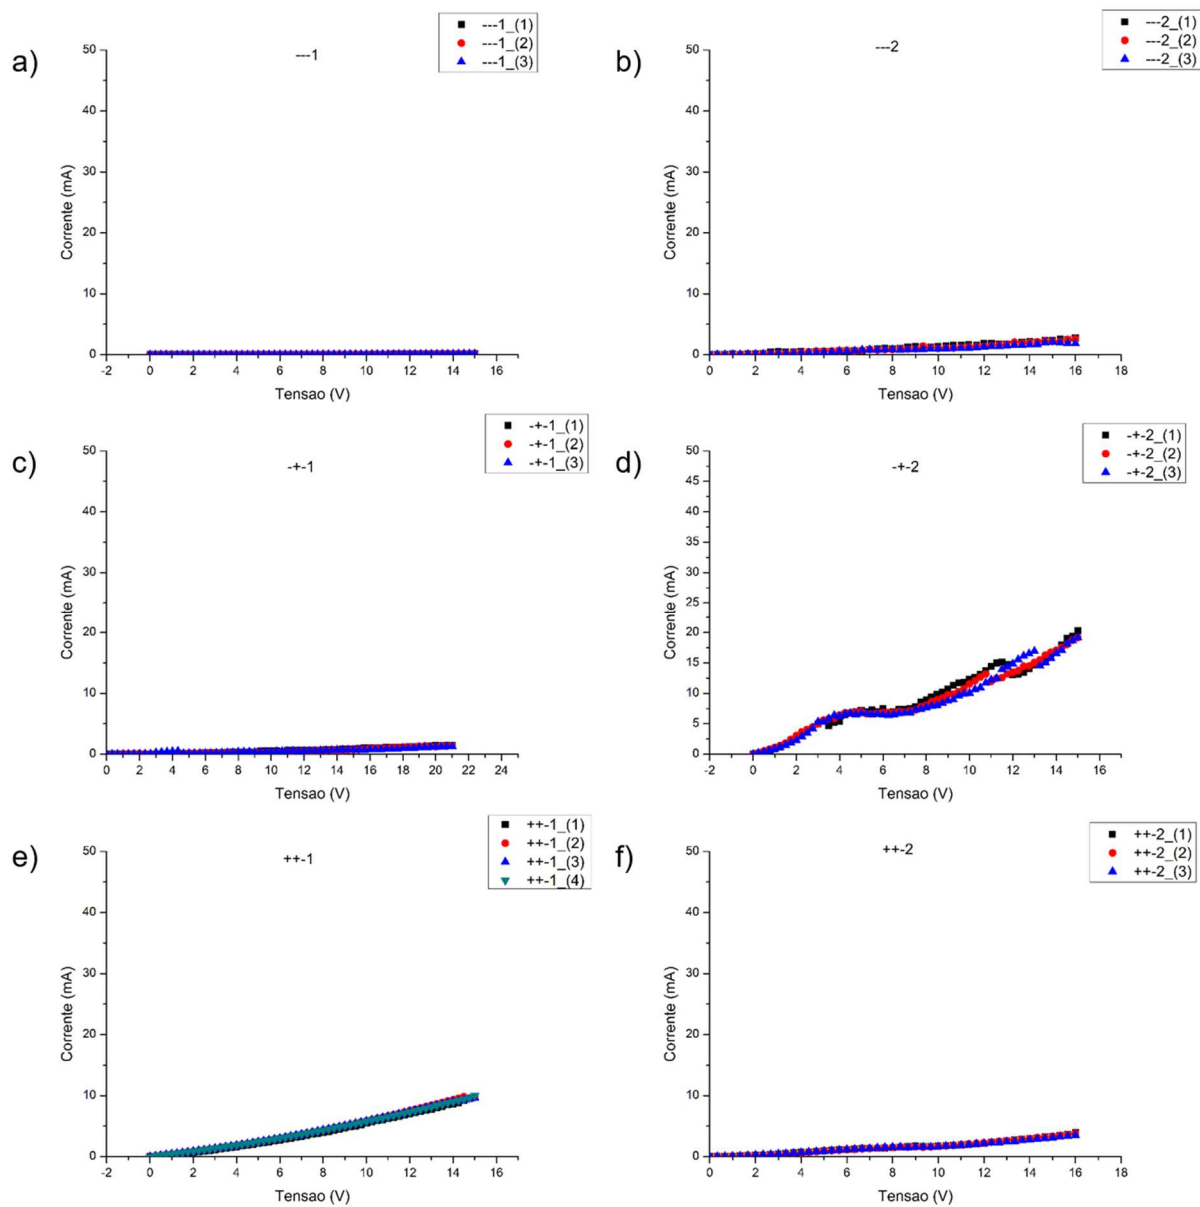 a)
---1
---1_(1)
---1_(2)
---1_(3)
Corrente (mA)
50
40
30
20
10
0
-2 0 2 4 6 8 10 12 14 16
Tensao (V)
b)
---2
---2_(1)
---2_(2)
---2_(3)
Corrente (mA)
50
40
30
20
10
0
0 2 4 6 8 10 12 14 16 18
Tensao (V)
c)
-+-1
-+-1_(1)
-+-1_(2)
-+-1_(3)
Corrente (mA)
50
40
30
20
10
0
0 2 4 6 8 10 12 14 16 18 20 22 24
Tensao (V)
d)
-+-2
-+-2_(1)
-+-2_(2)
-+-2_(3)
Corrente (mA)
50
45
40
35
30
25
20
15
10
5
0
-2 0 2 4 6 8 10 12 14 16
Tensao (V)
e)
++-1
++-1_(1)
++-1_(2)
++-1_(3)
++-1_(4)
Corrente (mA)
50
40
30
20
10
0
-2 0 2 4 6 8 10 12 14 16
Tensao (V)
f)
++-2
++-2_(1)
++-2_(2)
++-2_(3)
Corrente (mA)
50
40
30
20
10
0
0 2 4 6 8 10 12 14 16 18
Tensao (V)